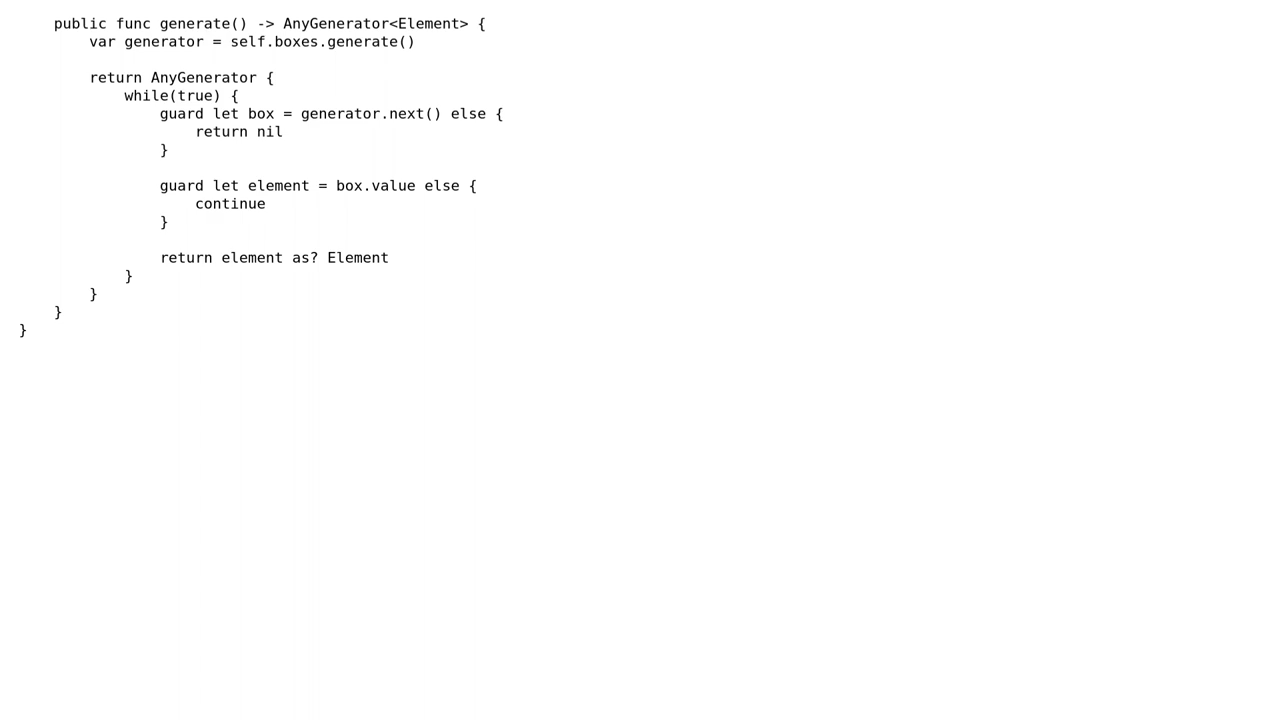 public func generate() -> AnyGenerator<Element> {
        var generator = self.boxes.generate()

        return AnyGenerator {
            while(true) {
                guard let box = generator.next() else {
                    return nil
                }

                guard let element = box.value else {
                    continue
                }

                return element as? Element
            }
        }
    }
}